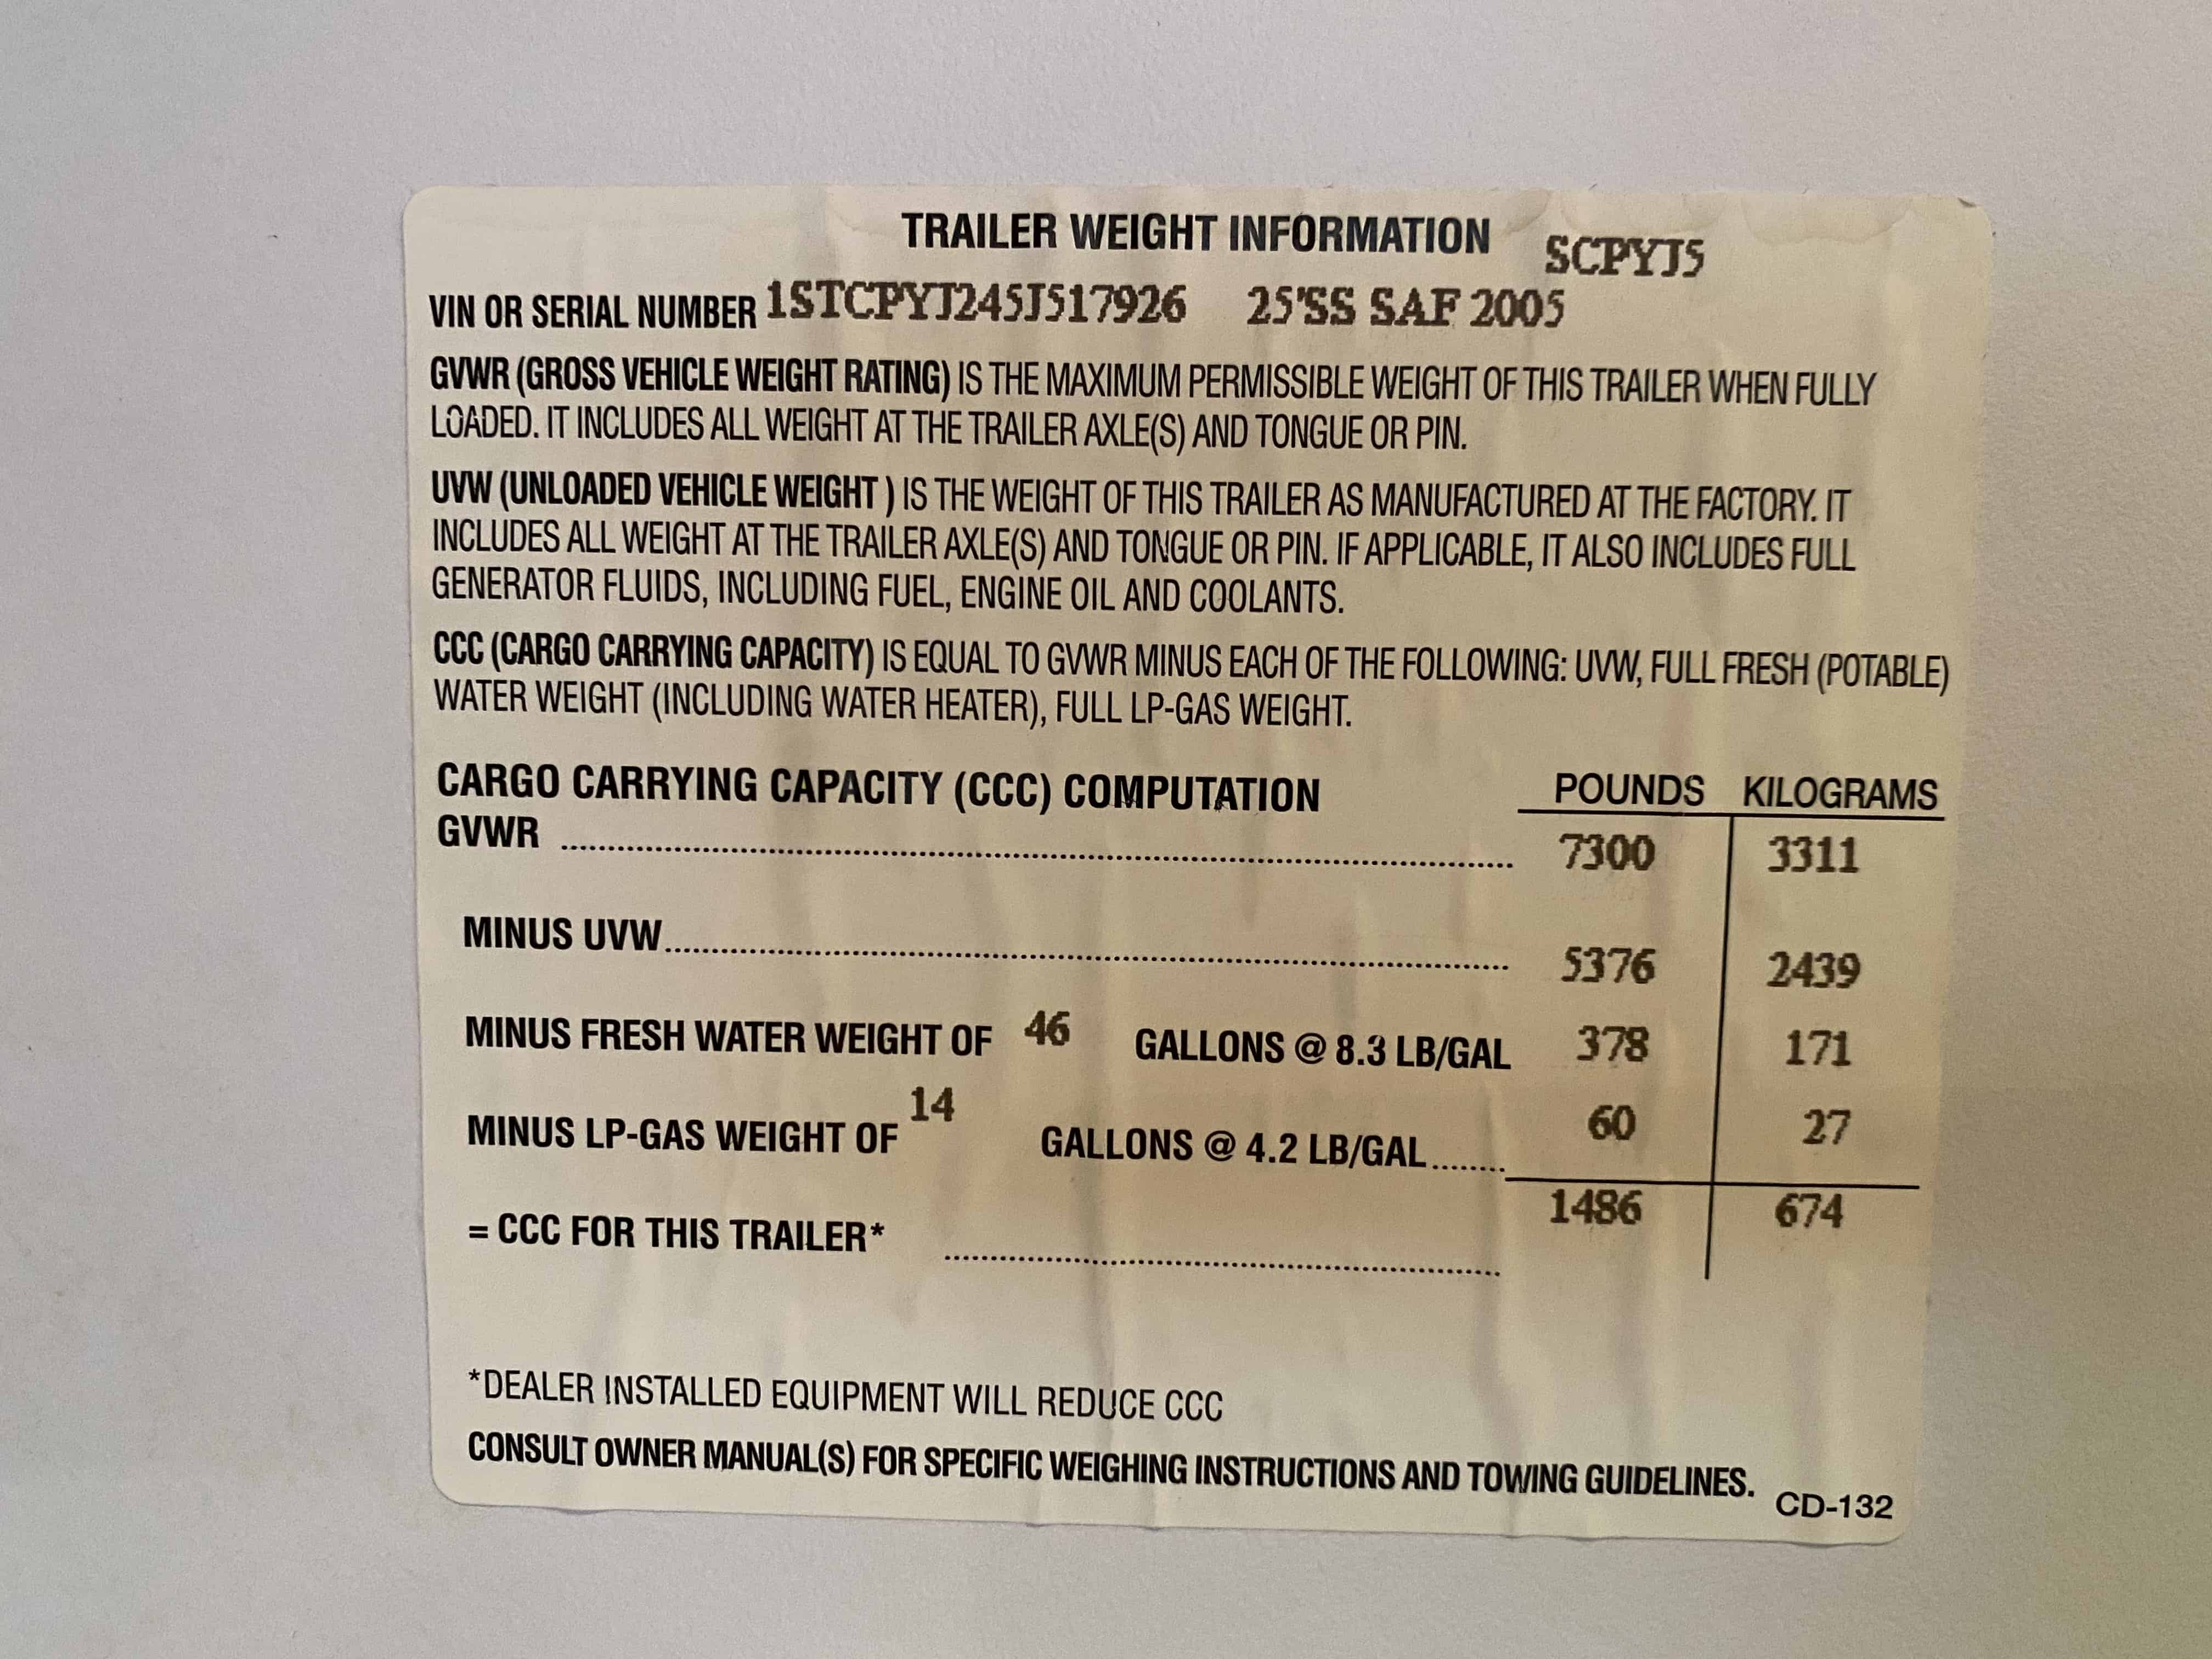 TRAILER WEIGHT INFORMATION SCPYJ5
VIN OR SERIAL NUMBER 1STCPYJ245J517926 25'SS SAF 2005
GVWR (GROSS VEHICLE WEIGHT RATING) IS THE MAXIMUM PERMISSIBLE WEIGHT OF THIS TRAILER WHEN FULLY
LOADED. IT INCLUDES ALL WEIGHT AT THE TRAILER AXLE(S) AND TONGUE OR PIN.
UVW (UNLOADED VEHICLE WEIGHT ) IS THE WEIGHT OF THIS TRAILER AS MANUFACTURED AT THE FACTORY. IT
INCLUDES ALL WEIGHT AT THE TRAILER AXLE(S) AND TONGUE OR PIN. IF APPLICABLE, IT ALSO INCLUDES FULL
GENERATOR FLUIDS, INCLUDING FUEL, ENGINE OIL AND COOLANTS.
CCC (CARGO CARRYING CAPACITY) IS EQUAL TO GVWR MINUS EACH OF THE FOLLOWING: UVW, FULL FRESH (POTABLE)
WATER WEIGHT (INCLUDING WATER HEATER), FULL LP-GAS WEIGHT.
CARGO CARRYING CAPACITY (CCC) COMPUTATION POUNDS KILOGRAMS
GVWR 7300 3311
MINUS UVW 5376 2439
MINUS FRESH WATER WEIGHT OF 46 GALLONS @ 8.3 LB/GAL 378 171
MINUS LP-GAS WEIGHT OF 14 GALLONS @ 4.2 LB/GAL 60 27
= CCC FOR THIS TRAILER* 1486 674
*DEALER INSTALLED EQUIPMENT WILL REDUCE CCC
CONSULT OWNER MANUAL(S) FOR SPECIFIC WEIGHING INSTRUCTIONS AND TOWING GUIDELINES. CD-132